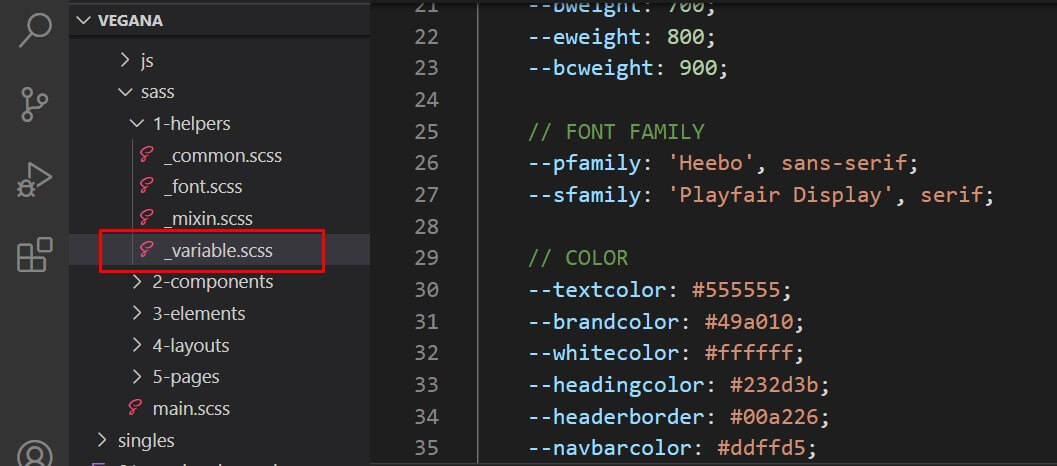 VEGANA
js
sass
1-helpers
_common.scss
_font.scss
_mixin.scss
_variable.scss
2-components
3-elements
4-layouts
5-pages
main.scss
singles
21 --bweight: 700;
22 --eweight: 800;
23 --bcweight: 900;
24
25 // FONT FAMILY
26 --pfamily: 'Heebo', sans-serif;
27 --sfamily: 'Playfair Display', serif;
28
29 // COLOR
30 --textcolor: #555555;
31 --brandcolor: #49a010;
32 --whitecolor: #ffffff;
33 --headingcolor: #232d3b;
34 --headerborder: #00a226;
35 --navbarcolor: #ddffd5;